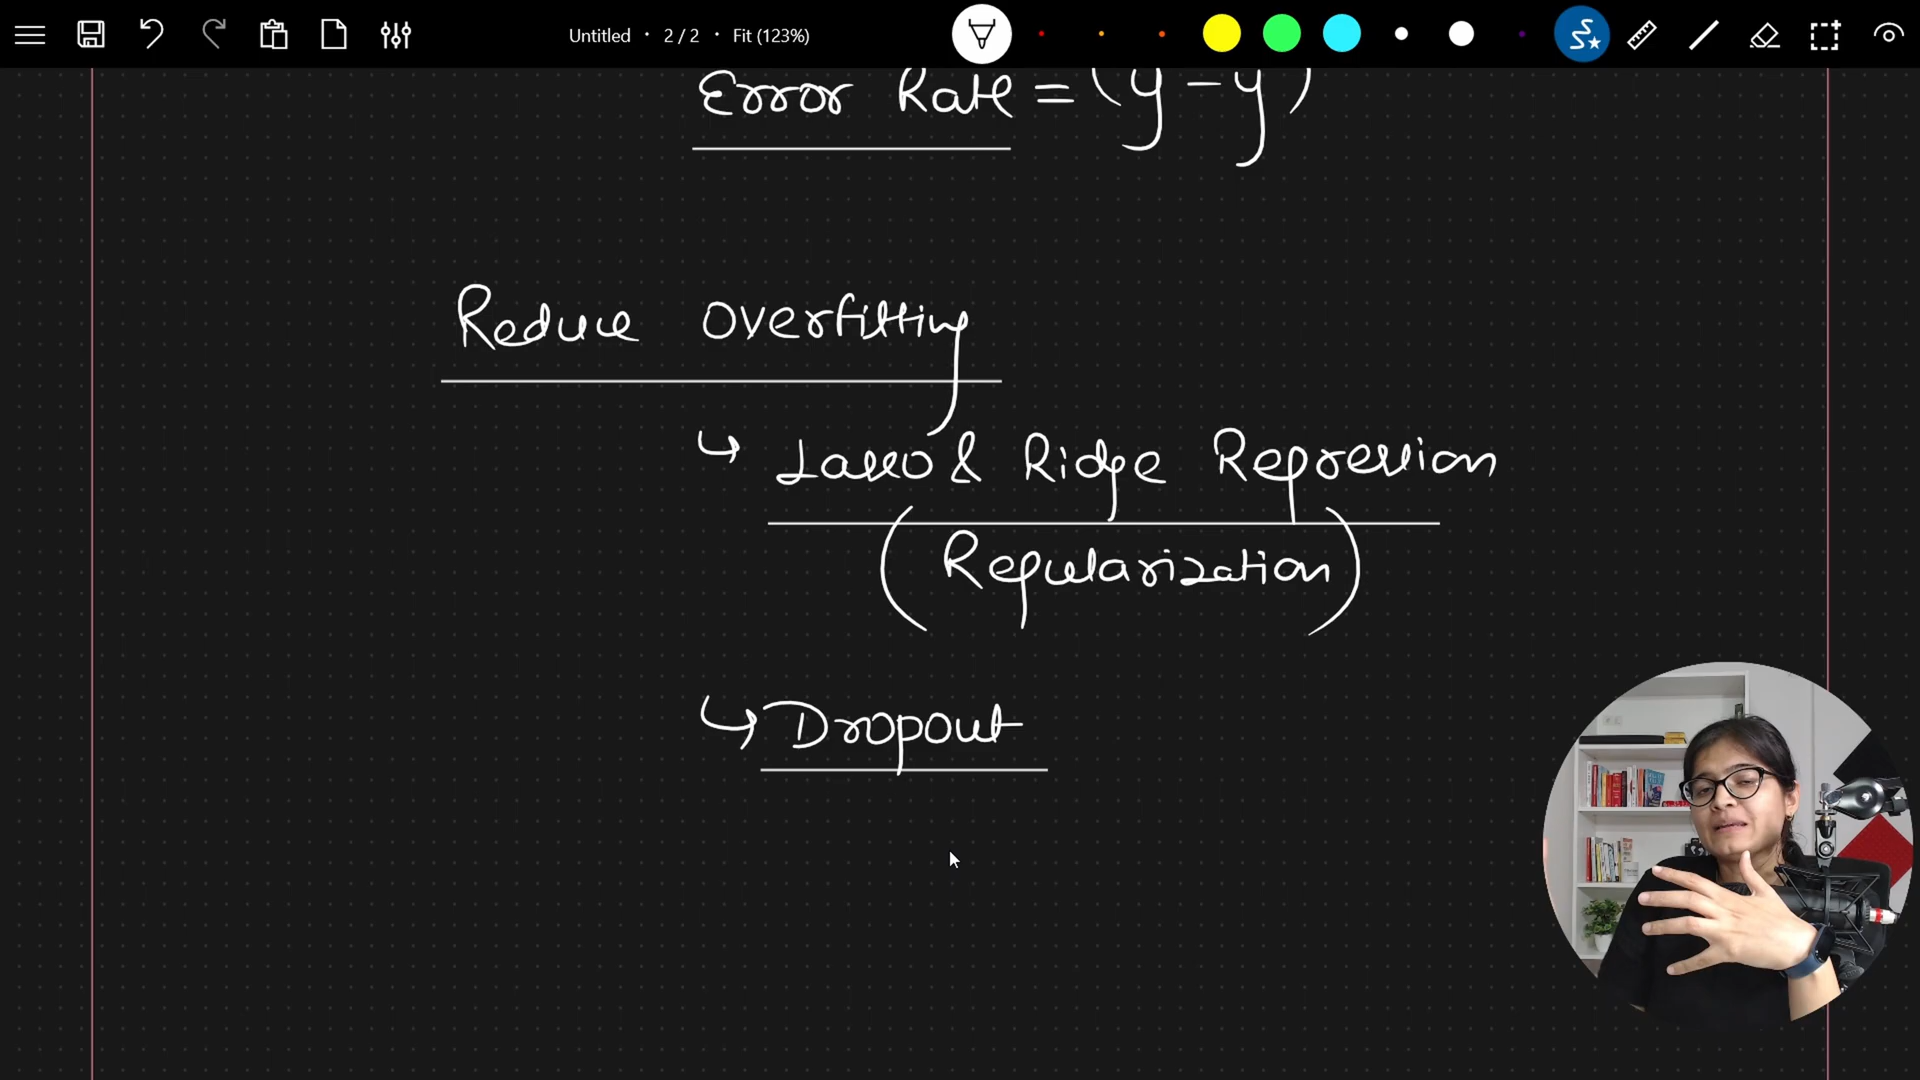 Untitled • 2 / 2 • Fit (123%)
Error Rate = (y - y)
Reduce Overfitting
↳ Lasso & Ridge Regression
(Regularization)
↳ Dropout